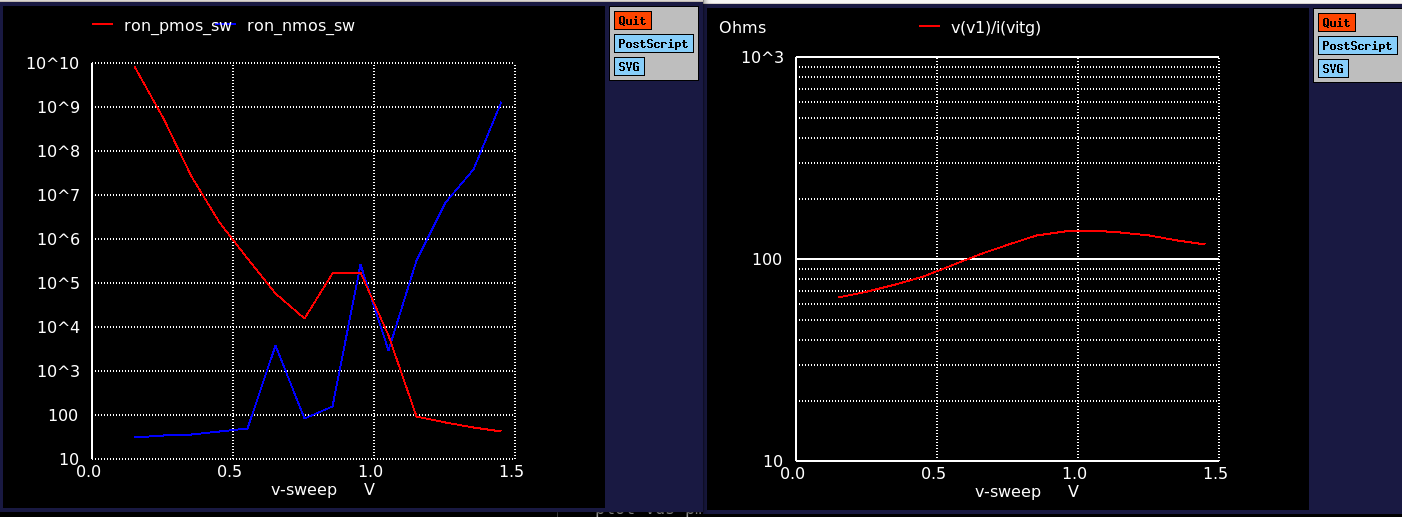 ron_pmos_sw ron_nmos_sw
10^10
10^9
10^8
10^7
10^6
10^5
10^4
10^3
100
10
0.0 0.5 1.0 1.5
v-sweep V
Quit
PostScript
SVG
Ohms v(v1)/i(vitg)
10^3
100
10
0.0 0.5 1.0 1.5
v-sweep V
Quit
PostScript
SVG